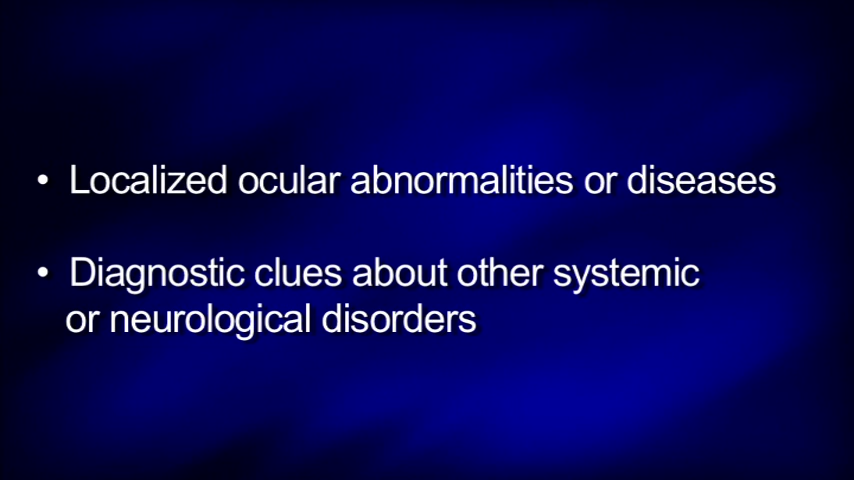 • Localized ocular abnormalities or diseases
• Diagnostic clues about other systemic
or neurological disorders